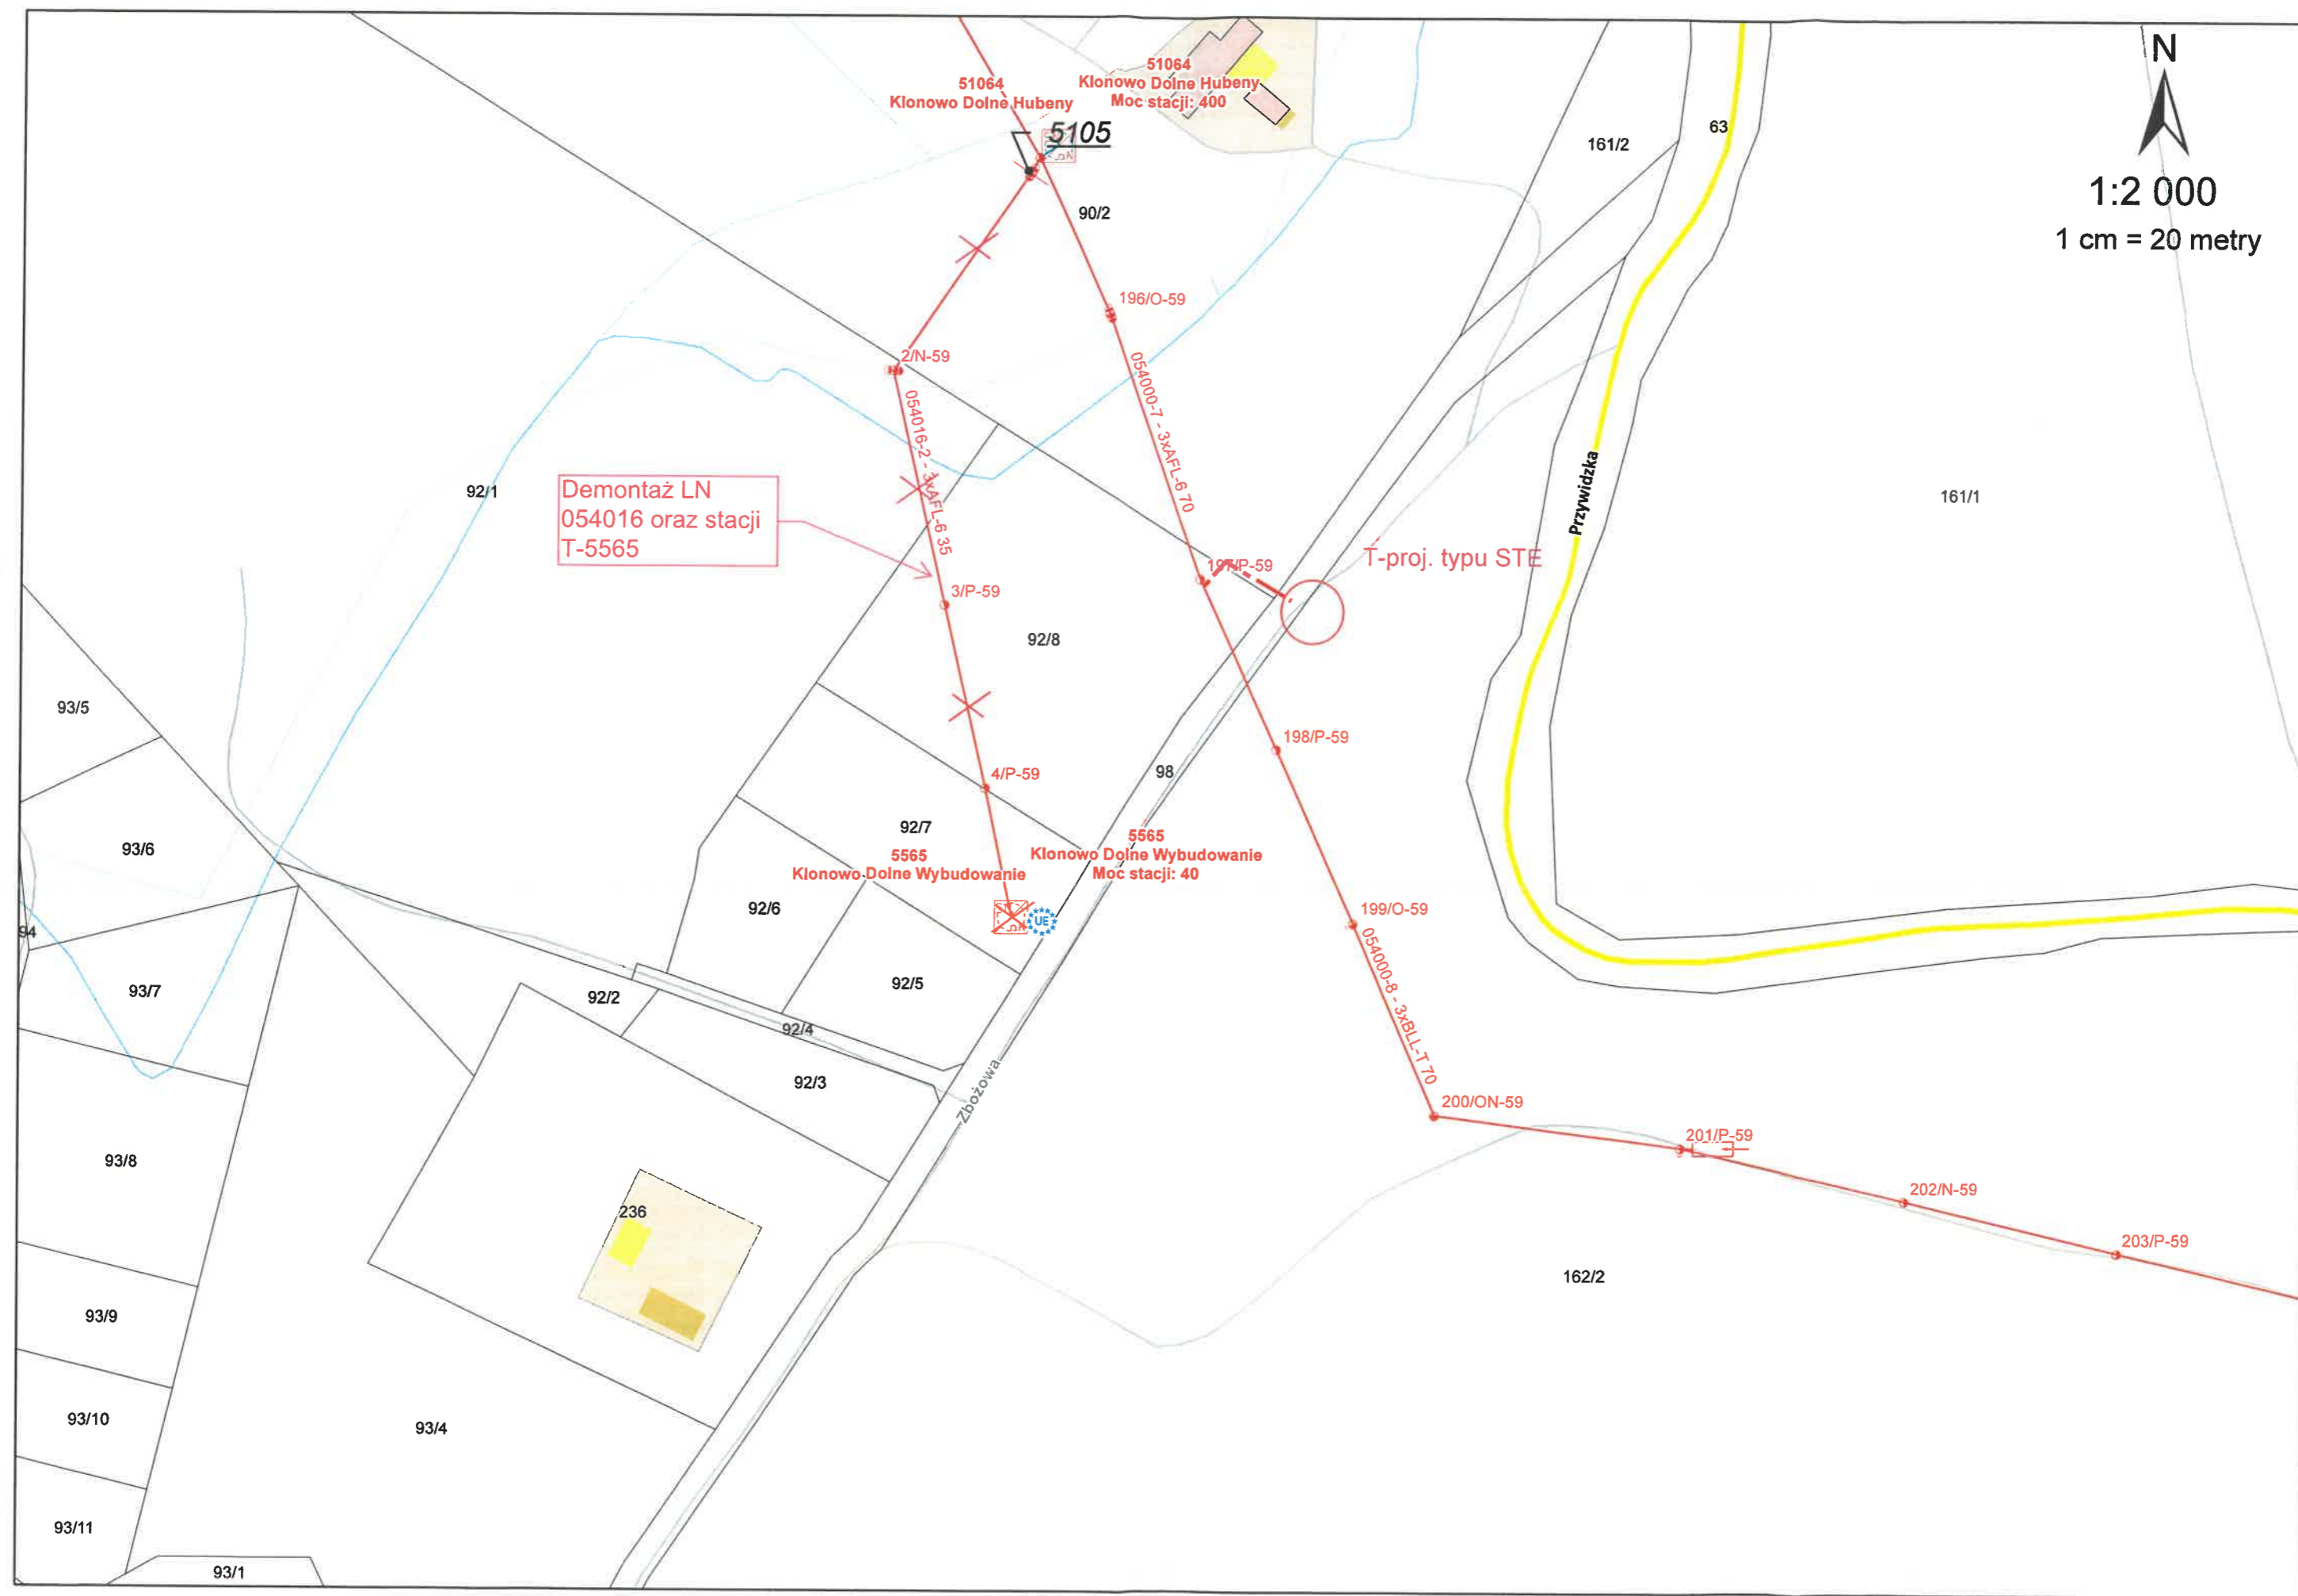 N
1:2 000
1 cm = 20 metry
51064
Klonowo Dolne Hubeny
51064
Klonowo Dolne Hubeny
Moc stacji: 400
5105
90/2
161/2
63
196/O-59
2/N-59
054000-7 - 3xAFL-6 70
054016-2 - 3xAFL-6 35
92/1
Demontaż LN
054016 oraz stacji
T-5565
Przywidzka
161/1
197/P-59
T-proj. typu STE
3/P-59
92/8
93/5
198/P-59
98
4/P-59
92/7
93/6
5565
Klonowo Dolne Wybudowanie
5565
Klonowo Dolne Wybudowanie
Moc stacji: 40
92/6
UE
199/O-59
94
93/7
92/2
92/5
92/4
054000-8 - 3xBLL-T 70
92/3
Zbożowa
200/ON-59
201/P-59
93/8
202/N-59
236
203/P-59
162/2
93/9
93/10
93/4
93/11
93/1